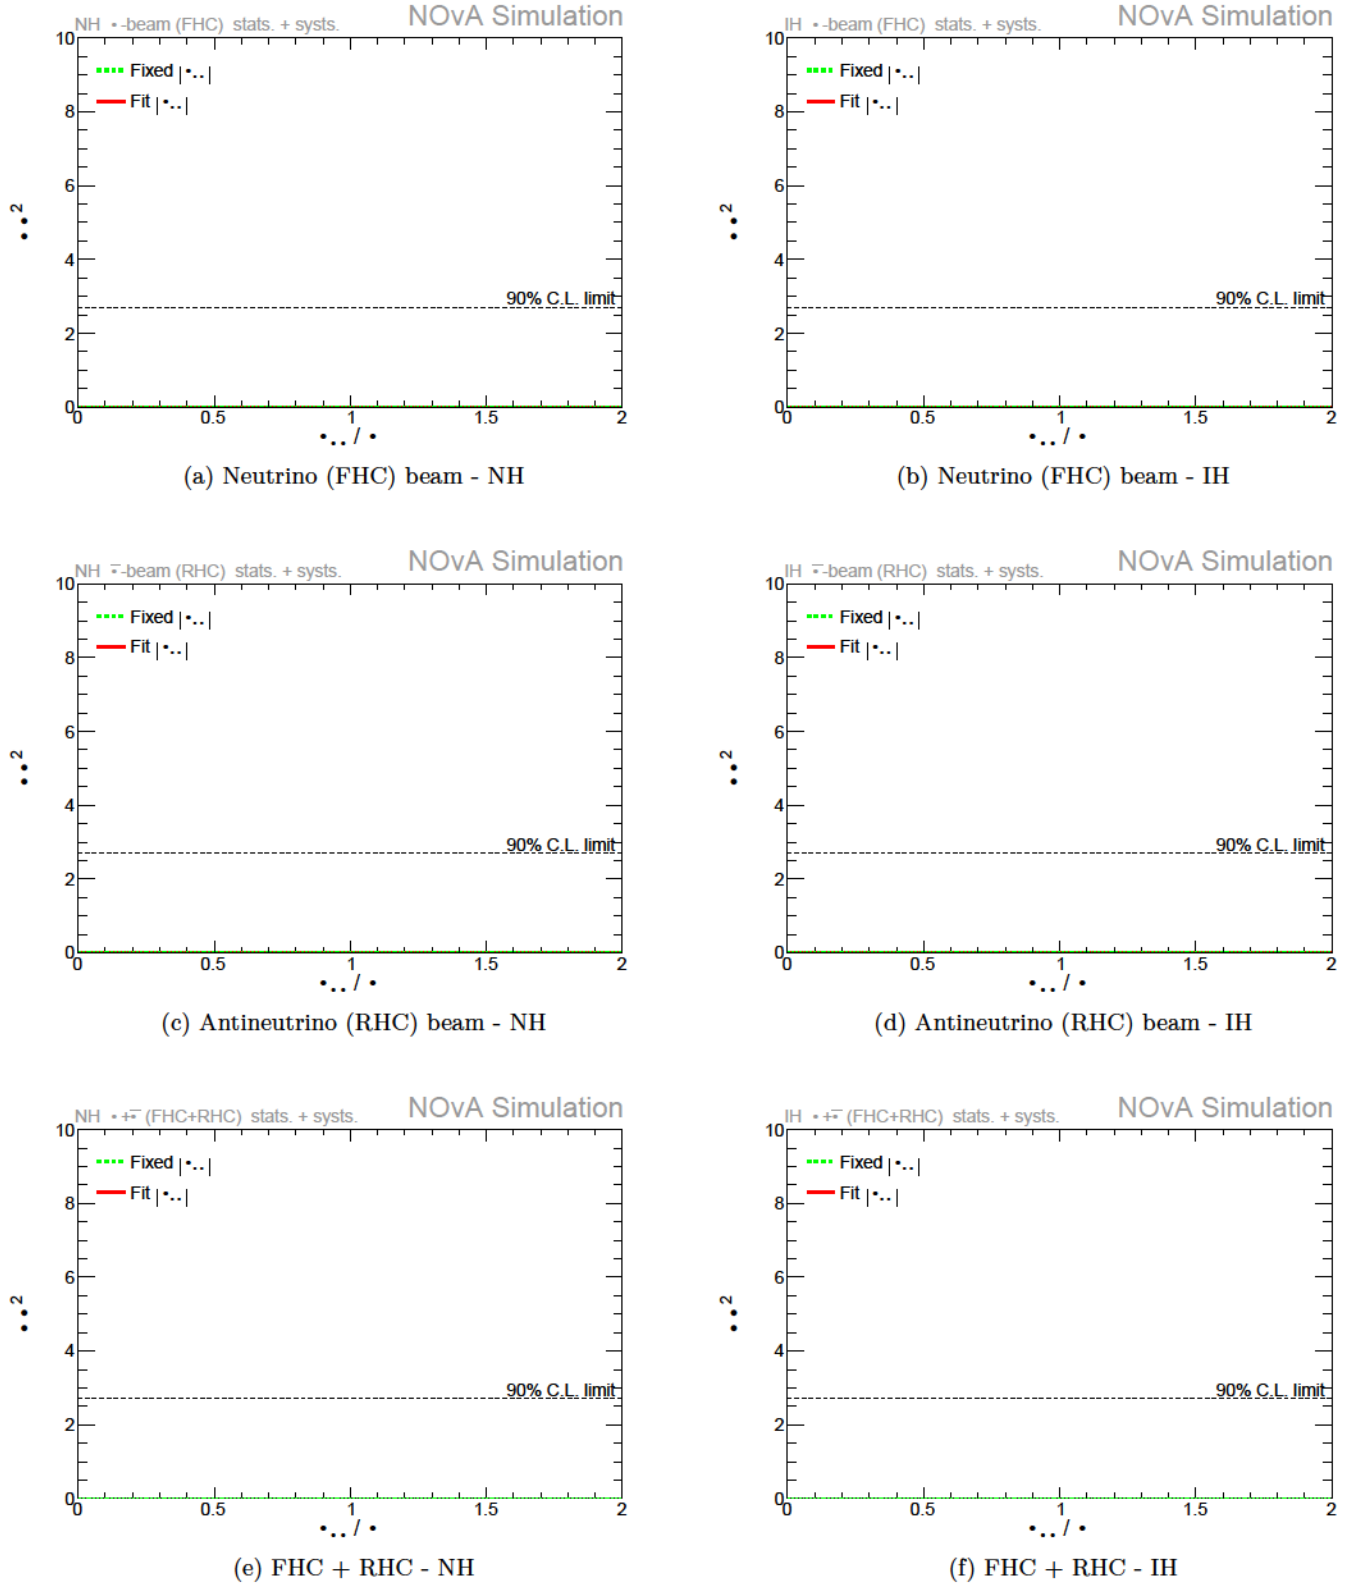 NH •-beam (FHC) stats. + systs. NOvA Simulation
10
Fixed |•..|
Fit |•..|
8
6
••²
4
90% C.L. limit
2
0
0 0.5 1 1.5 2
•../ •
(a) Neutrino (FHC) beam - NH
IH •-beam (FHC) stats. + systs. NOvA Simulation
10
Fixed |•..|
Fit |•..|
8
6
••²
4
90% C.L. limit
2
0
0 0.5 1 1.5 2
•../ •
(b) Neutrino (FHC) beam - IH
NH •̅-beam (RHC) stats. + systs. NOvA Simulation
10
Fixed |•..|
Fit |•..|
8
6
••²
4
90% C.L. limit
2
0
0 0.5 1 1.5 2
•../ •
(c) Antineutrino (RHC) beam - NH
IH •̅-beam (RHC) stats. + systs. NOvA Simulation
10
Fixed |•..|
Fit |•..|
8
6
••²
4
90% C.L. limit
2
0
0 0.5 1 1.5 2
•../ •
(d) Antineutrino (RHC) beam - IH
NH •+•̅ (FHC+RHC) stats. + systs. NOvA Simulation
10
Fixed |•..|
Fit |•..|
8
6
••²
4
90% C.L. limit
2
0
0 0.5 1 1.5 2
•../ •
(e) FHC + RHC - NH
IH •+•̅ (FHC+RHC) stats. + systs. NOvA Simulation
10
Fixed |•..|
Fit |•..|
8
6
••²
4
90% C.L. limit
2
0
0 0.5 1 1.5 2
•../ •
(f) FHC + RHC - IH